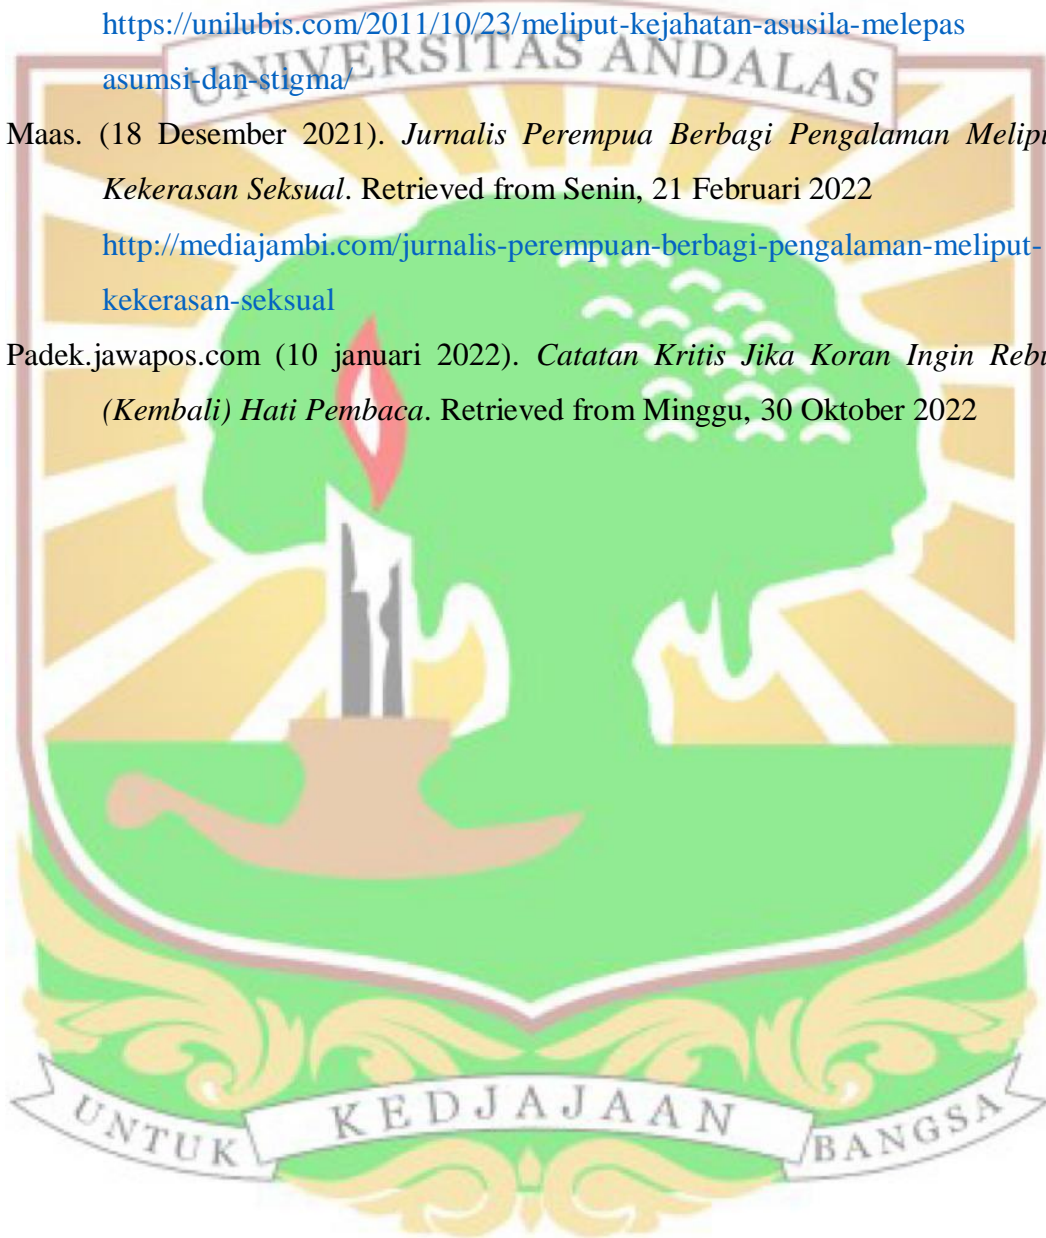 https://unilubis.com/2011/10/23/meliput-kejahatan-asusila-melepas
asumsi-dan-stigma/
UNIVERSITAS ANDALAS
Maas. (18 Desember 2021). Jurnalis Perempua Berbagi Pengalaman Melipu
Kekerasan Seksual. Retrieved from Senin, 21 Februari 2022
http://mediajambi.com/jurnalis-perempuan-berbagi-pengalaman-meliput-
kekerasan-seksual
Padek.jawapos.com (10 januari 2022). Catatan Kritis Jika Koran Ingin Rebu
(Kembali) Hati Pembaca. Retrieved from Minggu, 30 Oktober 2022
UNTUK KEDJAJAAN BANGSA